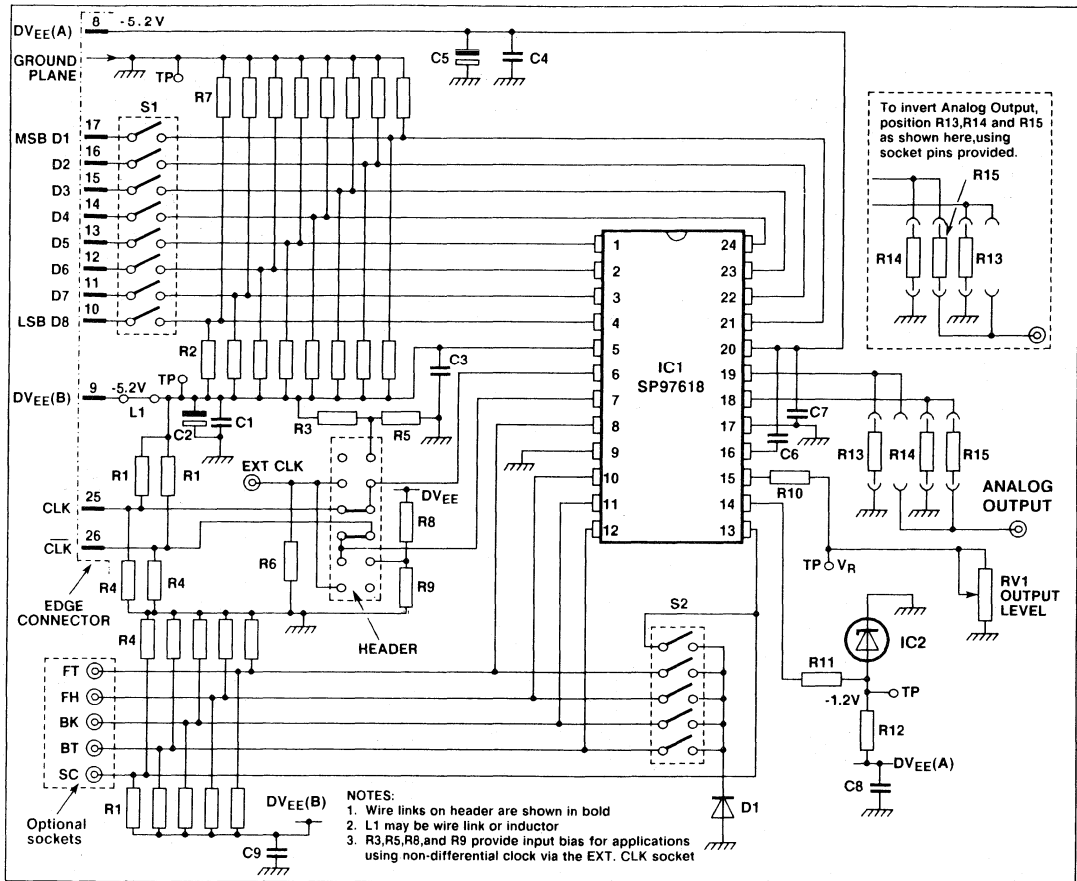 8 -5.2V
DVEE(A)
GROUND
PLANE
TP
C5
C4
R7
S1
MSB D1 17
D2 16
D3 15
D4 14
D5 13
D6 12
D7 11
LSB D8 10
To invert Analog Output,
position R13,R14 and R15
as shown here,using
socket pins provided.
R15
R14
R13
1 24
2 23
3 22
4 21
5 20
6 19
7 18
8 17
9 16
10 15
11 14
12 13
IC1
SP97618
R2
C3
TP
DVEE(B) 9 -5.2V
L1
C2
C1
R3
R5
R1
R1
EXT CLK
DVEE
R8
CLK 25
CLK 26
R6
R9
R4
R4
EDGE
CONNECTOR
HEADER
R4
C7
C6
R10
R13
R14
R15
ANALOG
OUTPUT
TP VR
RV1
OUTPUT
LEVEL
S2
IC2
R11
-1.2V
TP
R12
DVEE(A)
C8
FT
FH
BK
BT
SC
Optional
sockets
R1
DVEE(B)
C9
D1
NOTES:
1. Wire links on header are shown in bold
2. L1 may be wire link or inductor
3. R3,R5,R8,and R9 provide input bias for applications
using non-differential clock via the EXT. CLK socket